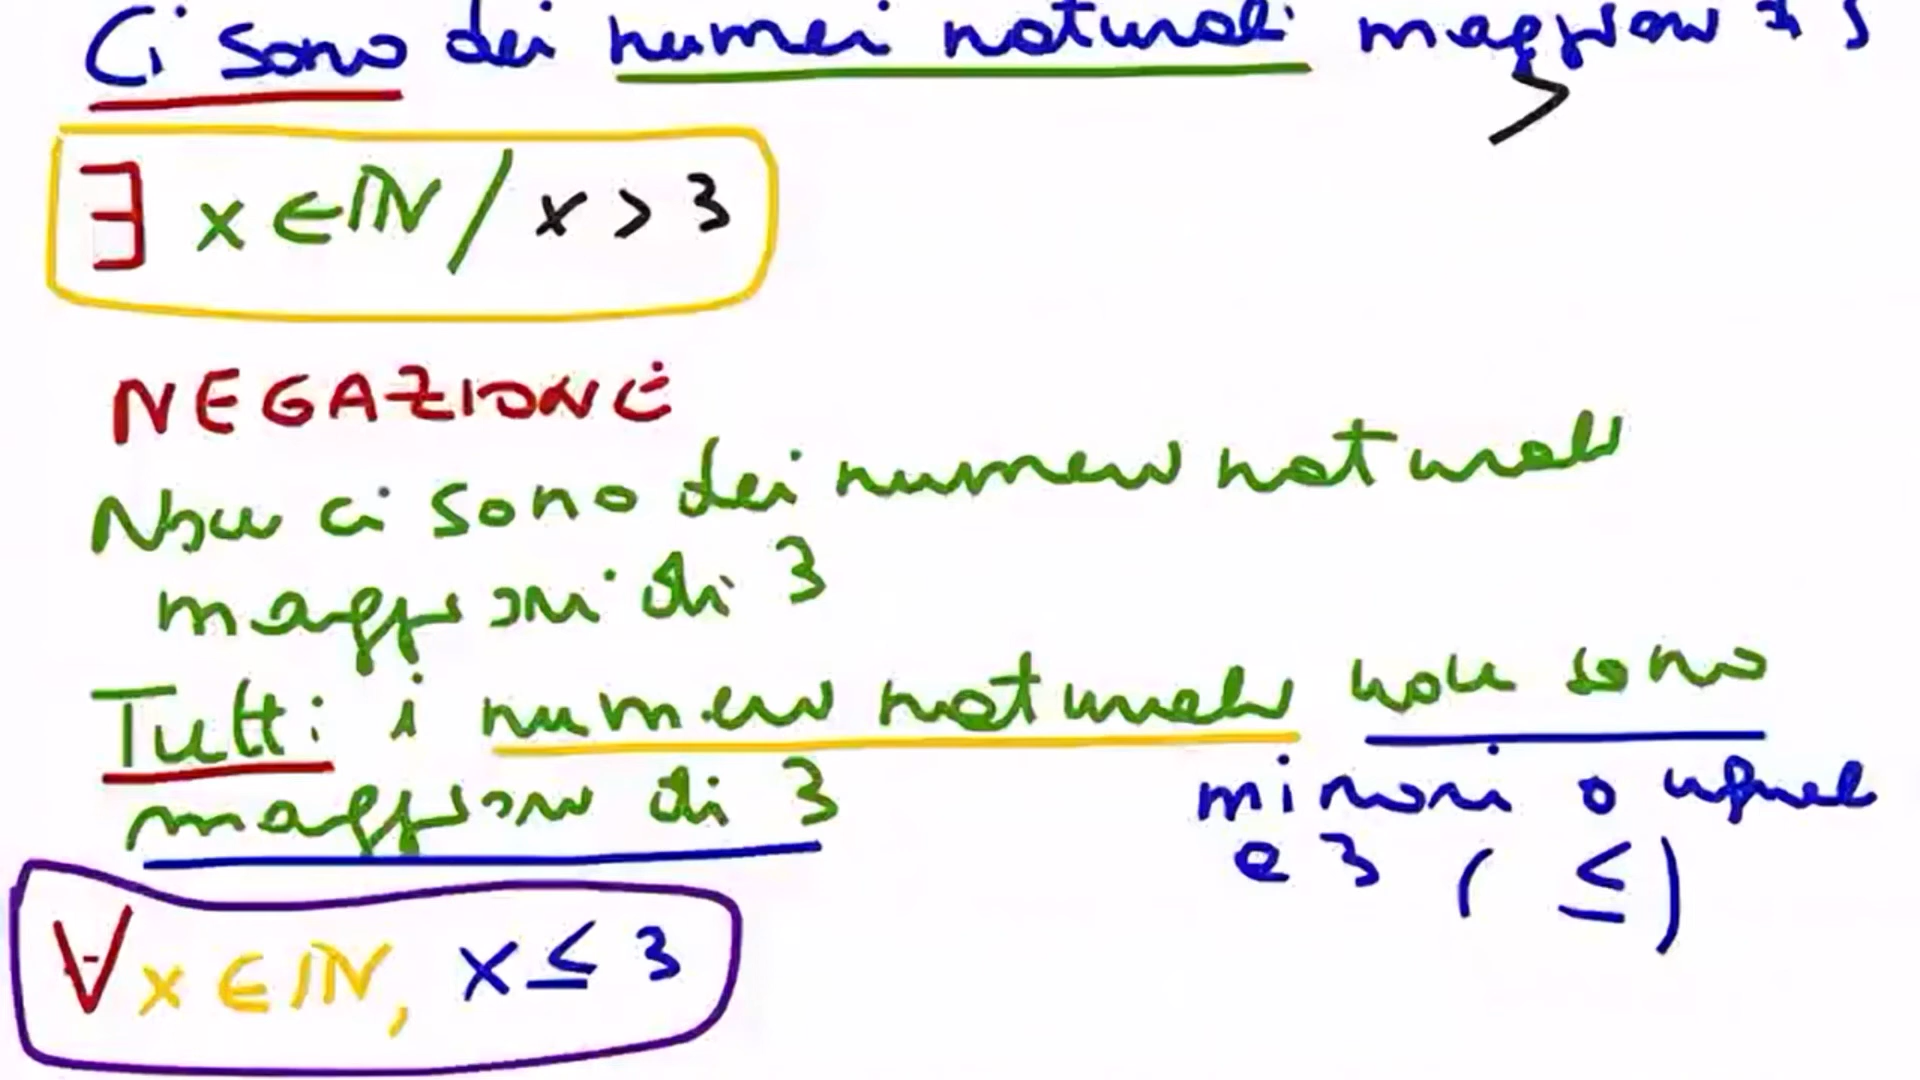 Ci sono dei numeri naturali maggiori di 3
>
∃ x ∈ ℕ / x > 3
NEGAZIONE
Non ci sono dei numeri naturali
maggiori di 3
Tutti i numeri naturali non sono
maggiori di 3
minori o uguali
a 3 ( ≤ )
∀ x ∈ ℕ, x ≤ 3